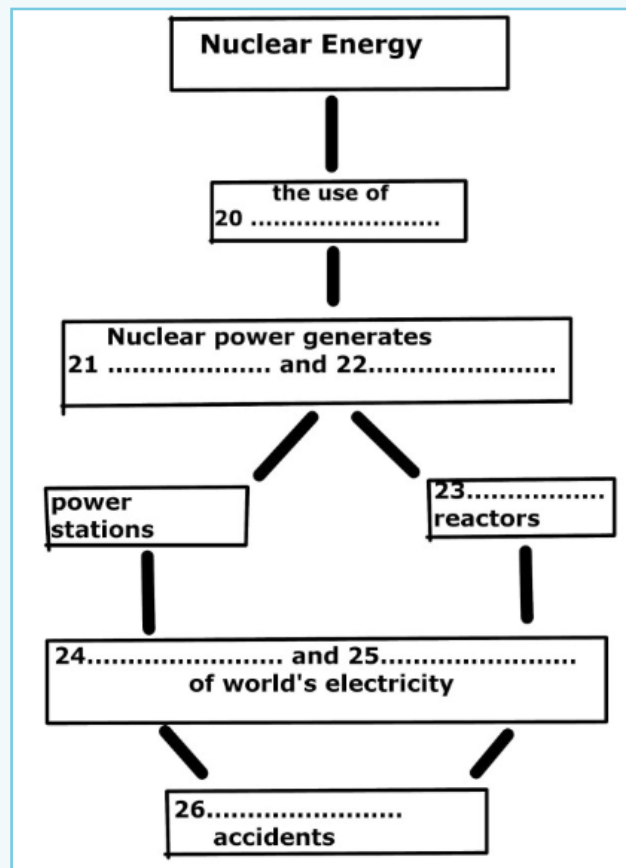 Nuclear Energy
the use of
20 ..........................
Nuclear power generates
21 .................... and 22.......................
power
stations
23.................
reactors
24........................ and 25........................
of world's electricity
26........................
accidents